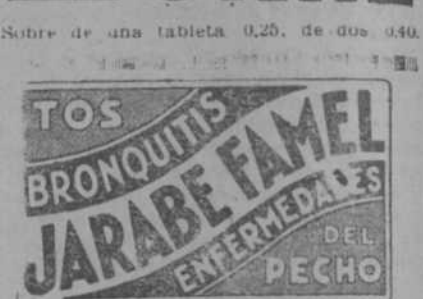 Sobre de una tableta 0,25, de dos 0,40.
TOS
BRONQUITIS
JARABE FAMEL
ENFERMEDADES
DEL
PECHO